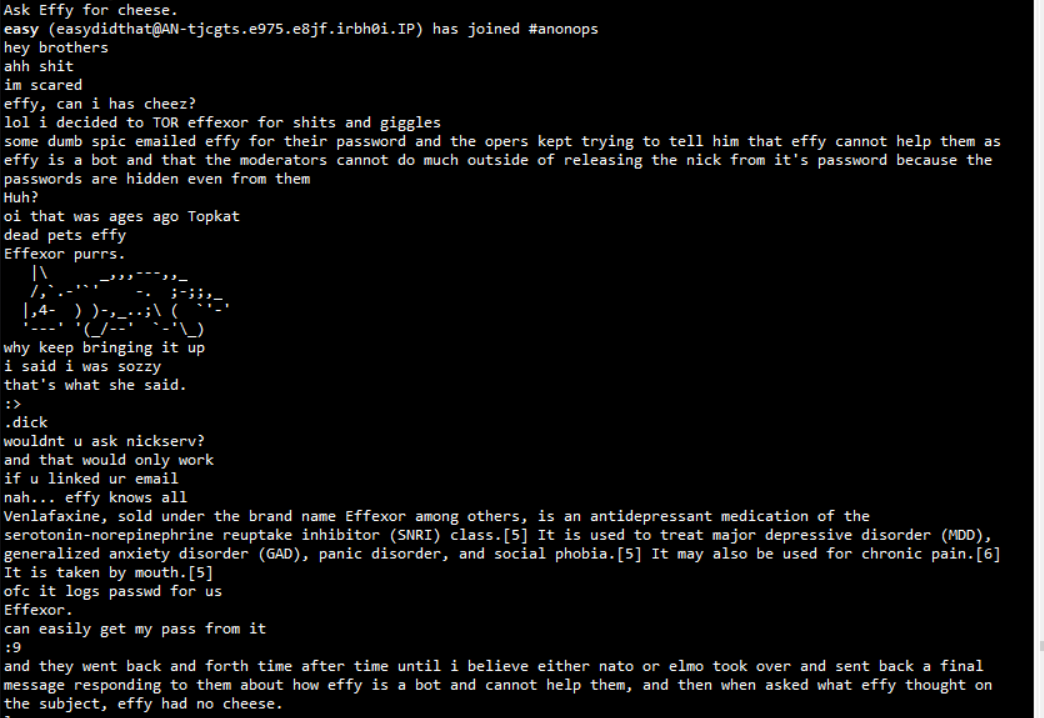 Ask Effy for cheese.
easy (easydidthat@AN-tjcgts.e975.e8jf.irbh0i.IP) has joined #anonops
hey brothers
ahh shit
im scared
effy, can i has cheez?
lol i decided to TOR effexor for shits and giggles
some dumb spic emailed effy for their password and the opers kept trying to tell him that effy cannot help them as
effy is a bot and that the moderators cannot do much outside of releasing the nick from it's password because the
passwords are hidden even from them
Huh?
oi that was ages ago Topkat
dead pets effy
Effexor purrs.
   |\      _,,,---,,_
   /,`.-'`'    -.  ;-;;,_
  |,4-  ) )-,_..;\ (  `'-'
  '---' '(_/--'  `-'\_)
why keep bringing it up
i said i was sozzy
that's what she said.
:>
.dick
wouldnt u ask nickserv?
and that would only work
if u linked ur email
nah... effy knows all
Venlafaxine, sold under the brand name Effexor among others, is an antidepressant medication of the
serotonin-norepinephrine reuptake inhibitor (SNRI) class.[5] It is used to treat major depressive disorder (MDD),
generalized anxiety disorder (GAD), panic disorder, and social phobia.[5] It may also be used for chronic pain.[6]
It is taken by mouth.[5]
ofc it logs passwd for us
Effexor.
can easily get my pass from it
:9
and they went back and forth time after time until i believe either nato or elmo took over and sent back a final
message responding to them about how effy is a bot and cannot help them, and then when asked what effy thought on
the subject, effy had no cheese.